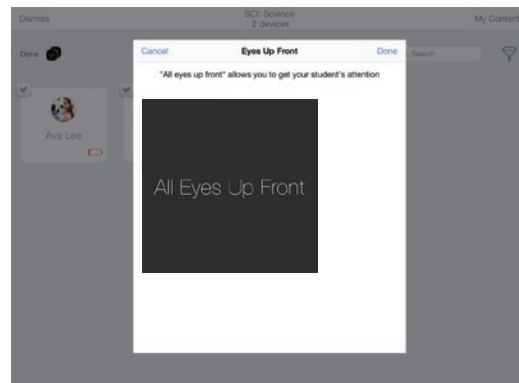 Dismiss
SCI: Science
2 devices
My Content
Done
Cancel
Eyes Up Front
Done
Search
"All eyes up front" allows you to get your student's attention
Ava Lee
All Eyes Up Front